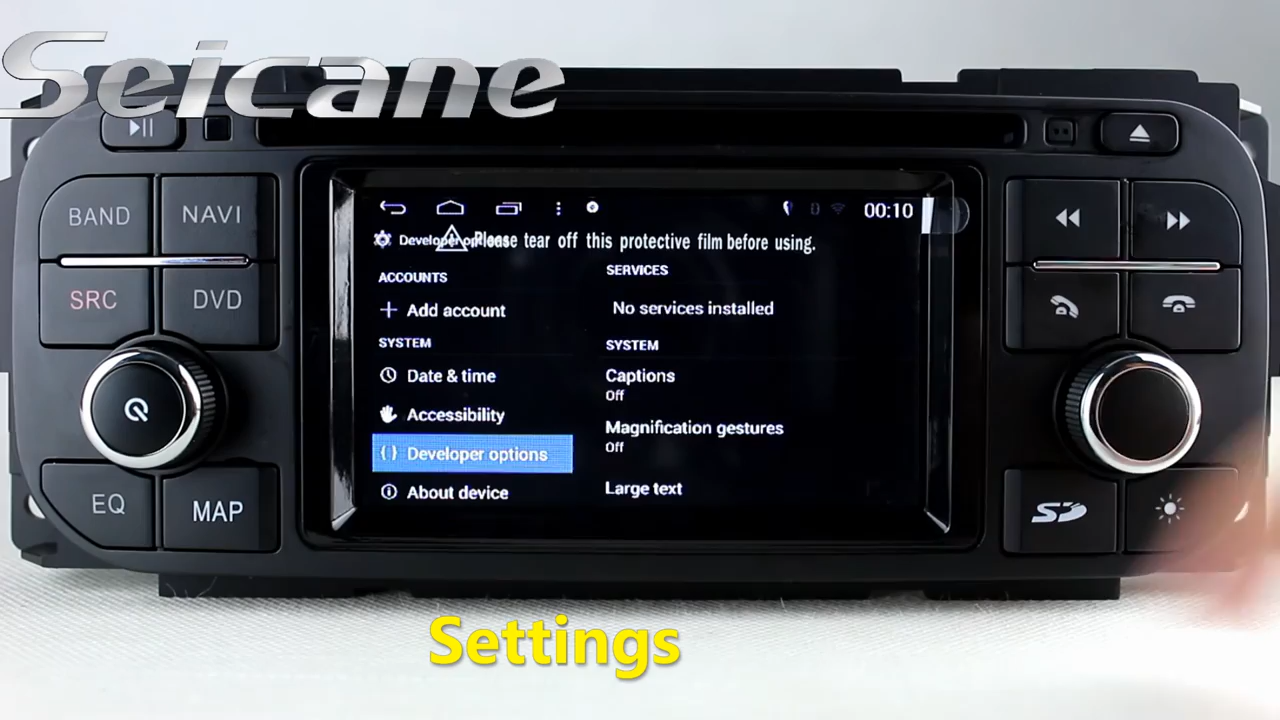 Seicane
BAND
NAVI
SRC
DVD
EQ
MAP
00:10
Developer options
Please tear off this protective film before using.
ACCOUNTS
Add account
SYSTEM
Date & time
Accessibility
Developer options
About device
SERVICES
No services installed
SYSTEM
Captions
Off
Magnification gestures
Off
Large text
SD
Settings